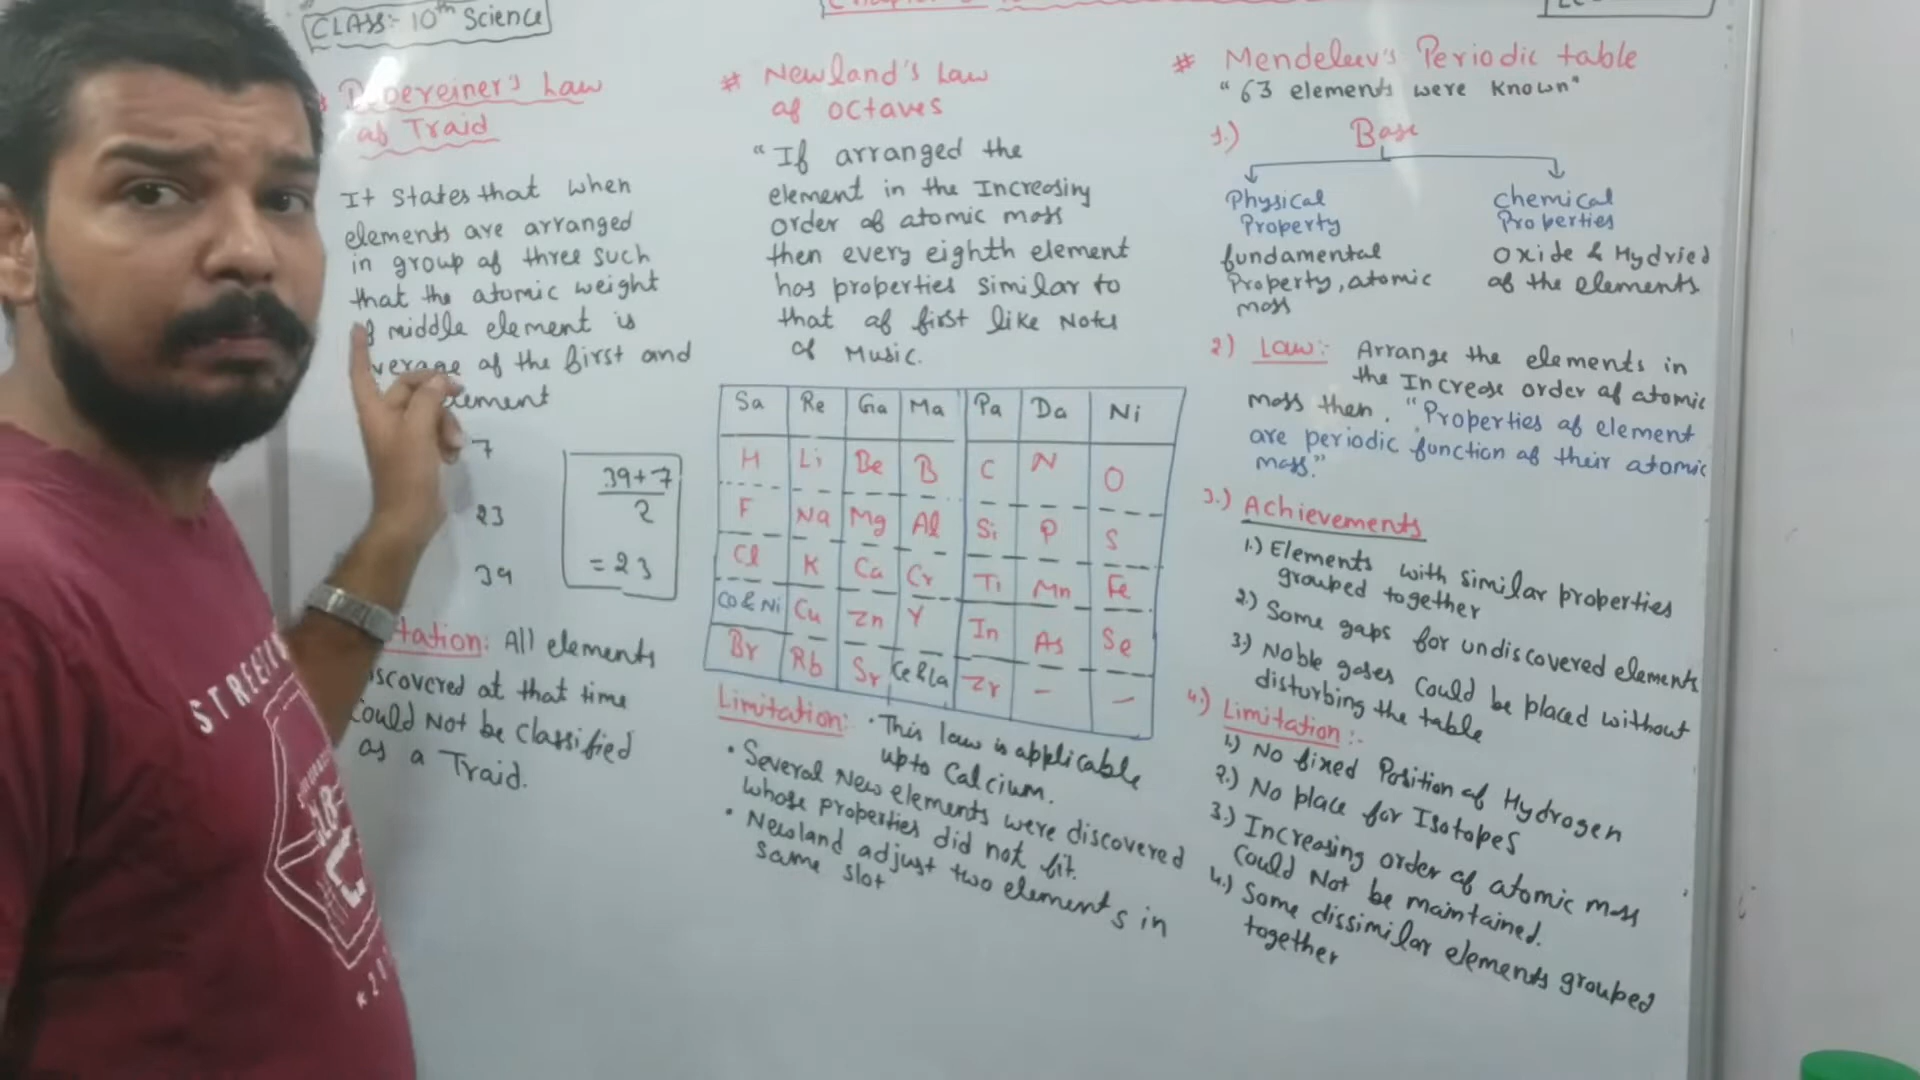 CLASS:- 10th Science
Dobereiner's Law
of Traid
It states that when
elements are arranged
in group of three such
that the atomic weight
of middle element is
verage of the first and
element
7
23
39
39+7
2
= 23
tation: All elements
iscovered at that time
Could Not be classified
as a Traid.
# Newland's Law
of octaves
"If arranged the
element in the Increasing
order of atomic mass
then every eighth element
has properties similar to
that of first like Notes
of Music.
Sa Re Ga Ma Pa Da Ni
H Li Be B C N O
F Na Mg Al Si P S
Cl K Ca Cr Ti Mn Fe
Co & Ni Cu Zn Y In As Se
Br Rb Sr Ce & La Zr - -
Limitation: • This law is applicable
upto Calcium.
• Several New elements were discovered
whose properties did not fit.
• Newland adjust two elements in
same slot
# Mendeleev's Periodic table
"63 elements were known"
1.) Base
Physical
Property
fundamental
Property, atomic
mass
chemical
Properties
oxide & Hydried
of the elements
2) Law:- Arrange the elements in
the Increase order of atomic
mass then. "Properties of element
are periodic function of their atomic
mass."
3.) Achievements
1.) Elements with similar properties
grouped together
2.) Some gaps for undiscovered elements
3.) Noble gases could be placed without
disturbing the table
4.) Limitation:-
1.) No fixed Position of Hydrogen
2.) No place for Isotopes
3.) Increasing order of atomic mass
Could Not be maintained.
4.) Some dissimilar elements grouped
together